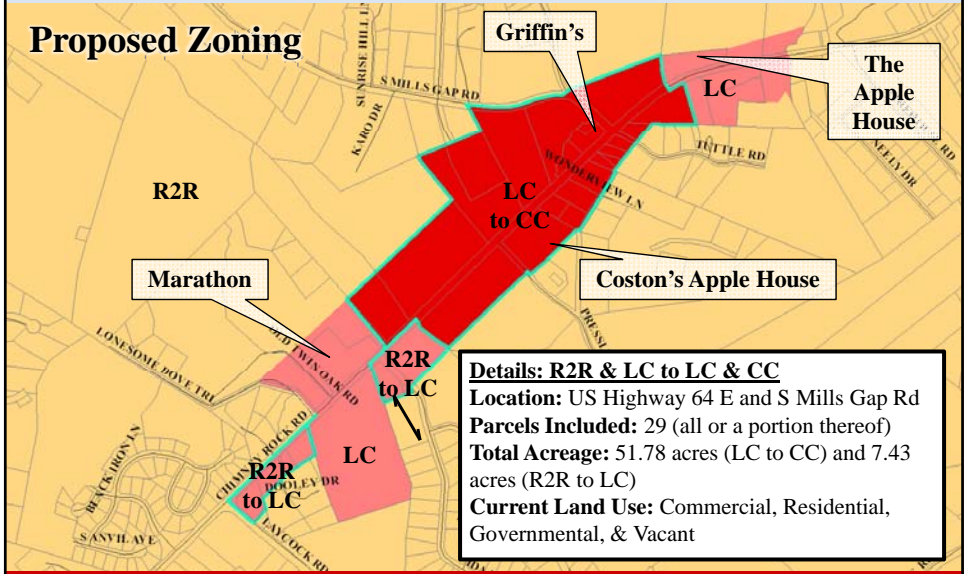 Proposed Zoning
Griffin's
The
Apple
House
SUNRISE HILL LN
S MILLS GAP RD
LC
KARO DR
TUTTLE RD
NEELY DR
WONDERVIEW LN
R2R
LC
to CC
Marathon
Coston's Apple House
LONESOME DOVE TRL
OLD TWIN OAK RD
R2R
to LC
CHIMNEY ROCK RD
BLACK IRON LN
R2R
to LC
LC
DOOLEY DR
S ANVIL AVE
LAYCOCK RD
Details: R2R & LC to LC & CC
Location: US Highway 64 E and S Mills Gap Rd
Parcels Included: 29 (all or a portion thereof)
Total Acreage: 51.78 acres (LC to CC) and 7.43
acres (R2R to LC)
Current Land Use: Commercial, Residential,
Governmental, & Vacant